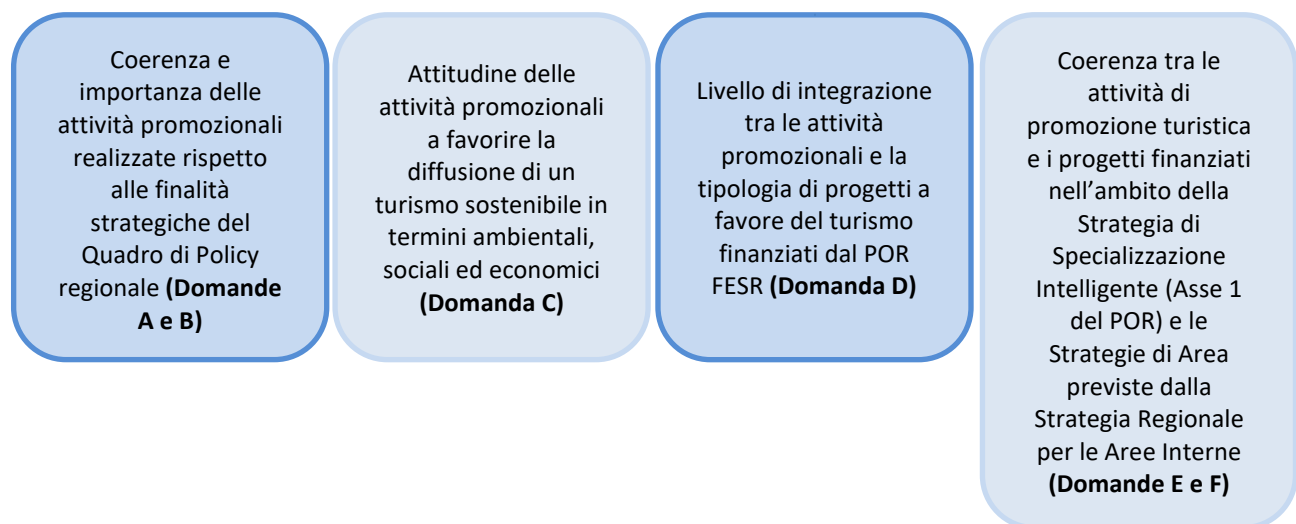 Coerenza e
importanza delle
attività promozionali
realizzate rispetto
alle finalità
strategiche del
Quadro di Policy
regionale (Domande
A e B)
Attitudine delle
attività promozionali
a favorire la
diffusione di un
turismo sostenibile in
termini ambientali,
sociali ed economici
(Domanda C)
Livello di integrazione
tra le attività
promozionali e la
tipologia di progetti a
favore del turismo
finanziati dal POR
FESR (Domanda D)
Coerenza tra le
attività di
promozione turistica
e i progetti finanziati
nell’ambito della
Strategia di
Specializzazione
Intelligente (Asse 1
del POR) e le
Strategie di Area
previste dalla
Strategia Regionale
per le Aree Interne
(Domande E e F)